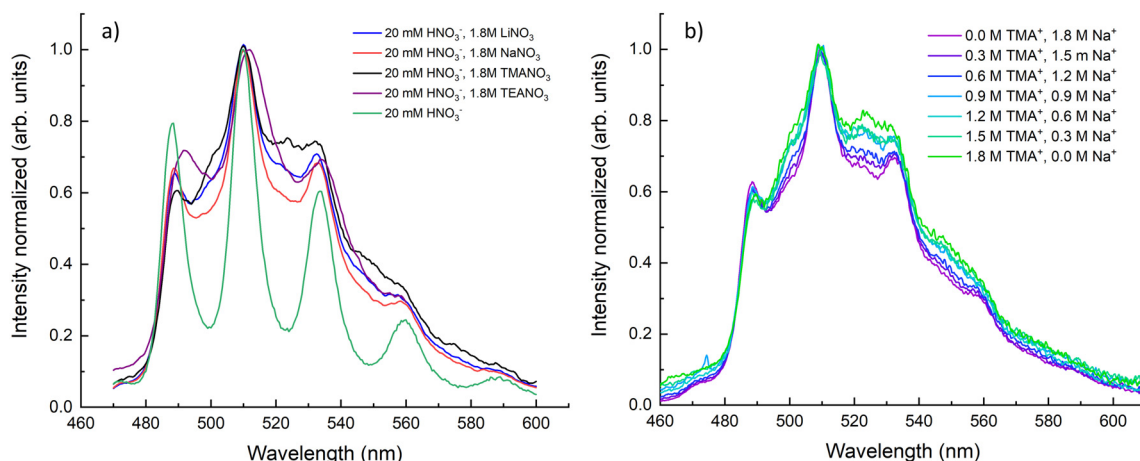 a)
20 mM HNO₃⁻, 1.8M LiNO₃
20 mM HNO₃⁻, 1.8M NaNO₃
20 mM HNO₃⁻, 1.8M TMANO₃
20 mM HNO₃⁻, 1.8M TEANO₃
20 mM HNO₃⁻
Intensity normalized (arb. units)
1.0
0.8
0.6
0.4
0.2
0.0
460 480 500 520 540 560 580 600
Wavelength (nm)
b)
0.0 M TMA⁺, 1.8 M Na⁺
0.3 M TMA⁺, 1.5 m Na⁺
0.6 M TMA⁺, 1.2 M Na⁺
0.9 M TMA⁺, 0.9 M Na⁺
1.2 M TMA⁺, 0.6 M Na⁺
1.5 M TMA⁺, 0.3 M Na⁺
1.8 M TMA⁺, 0.0 M Na⁺
Intensity normalized (arb. units)
1.0
0.8
0.6
0.4
0.2
0.0
460 480 500 520 540 560 580 600
Wavelength (nm)